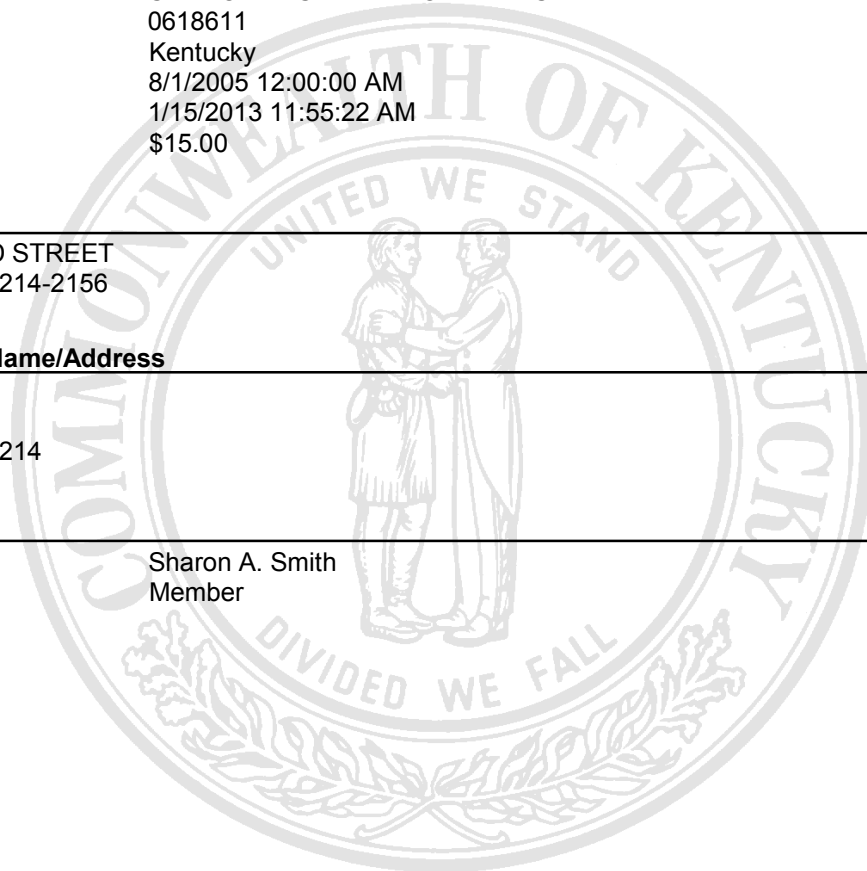 0618611
Kentucky
8/1/2005 12:00:00 AM
1/15/2013 11:55:22 AM
$15.00
STREET
214-2156
Name/Address
214
Sharon A. Smith
Member
COMMONWEALTH OF KENTUCKY
UNITED WE STAND
DIVIDED WE FALL